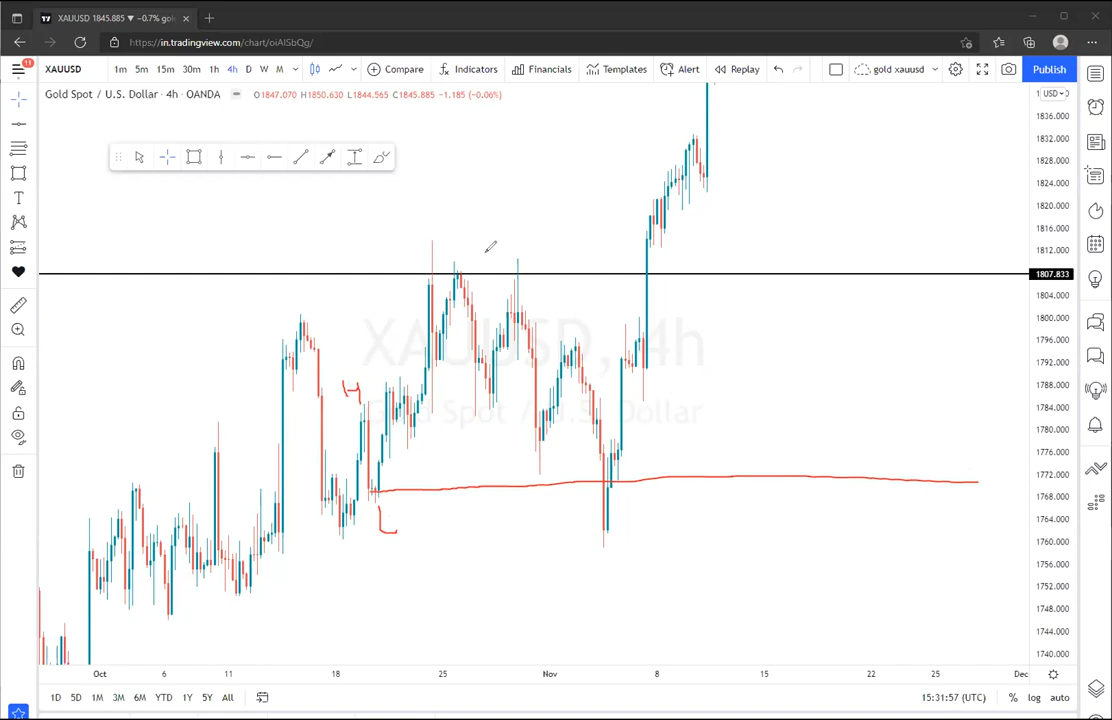 XAUUSD 1845.885 ▼ −0.7% gol
https://in.tradingview.com/chart/oiAISbQg/
11
XAUUSD 1m 5m 15m 30m 1h 4h D W M Compare Indicators Financials Templates Alert Replay gold xauusd Publish
Gold Spot / U.S. Dollar · 4h · OANDA O1847.070 H1850.630 L1844.565 C1845.885 −1.185 (−0.06%)
USD
1836.000
1832.000
1828.000
1824.000
1820.000
1816.000
1812.000
1807.833
1804.000
1800.000
1796.000
1792.000
1788.000
1784.000
1780.000
1776.000
1772.000
1768.000
1764.000
1760.000
1756.000
1752.000
1748.000
1744.000
1740.000
XAUUSD, 4h
Gold Spot / U.S. Dollar
H
L
Oct 6 11 18 25 Nov 8 15 22 25 Dec
1D 5D 1M 3M 6M YTD 1Y 5Y All 15:31:57 (UTC) % log auto